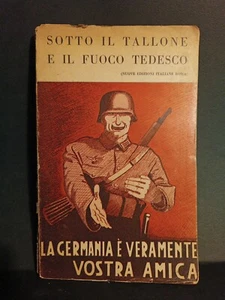 SOTTO IL TALLONE
E IL FUOCO TEDESCO
LA GERMANIA È VERAMENTE
VOSTRA AMICA